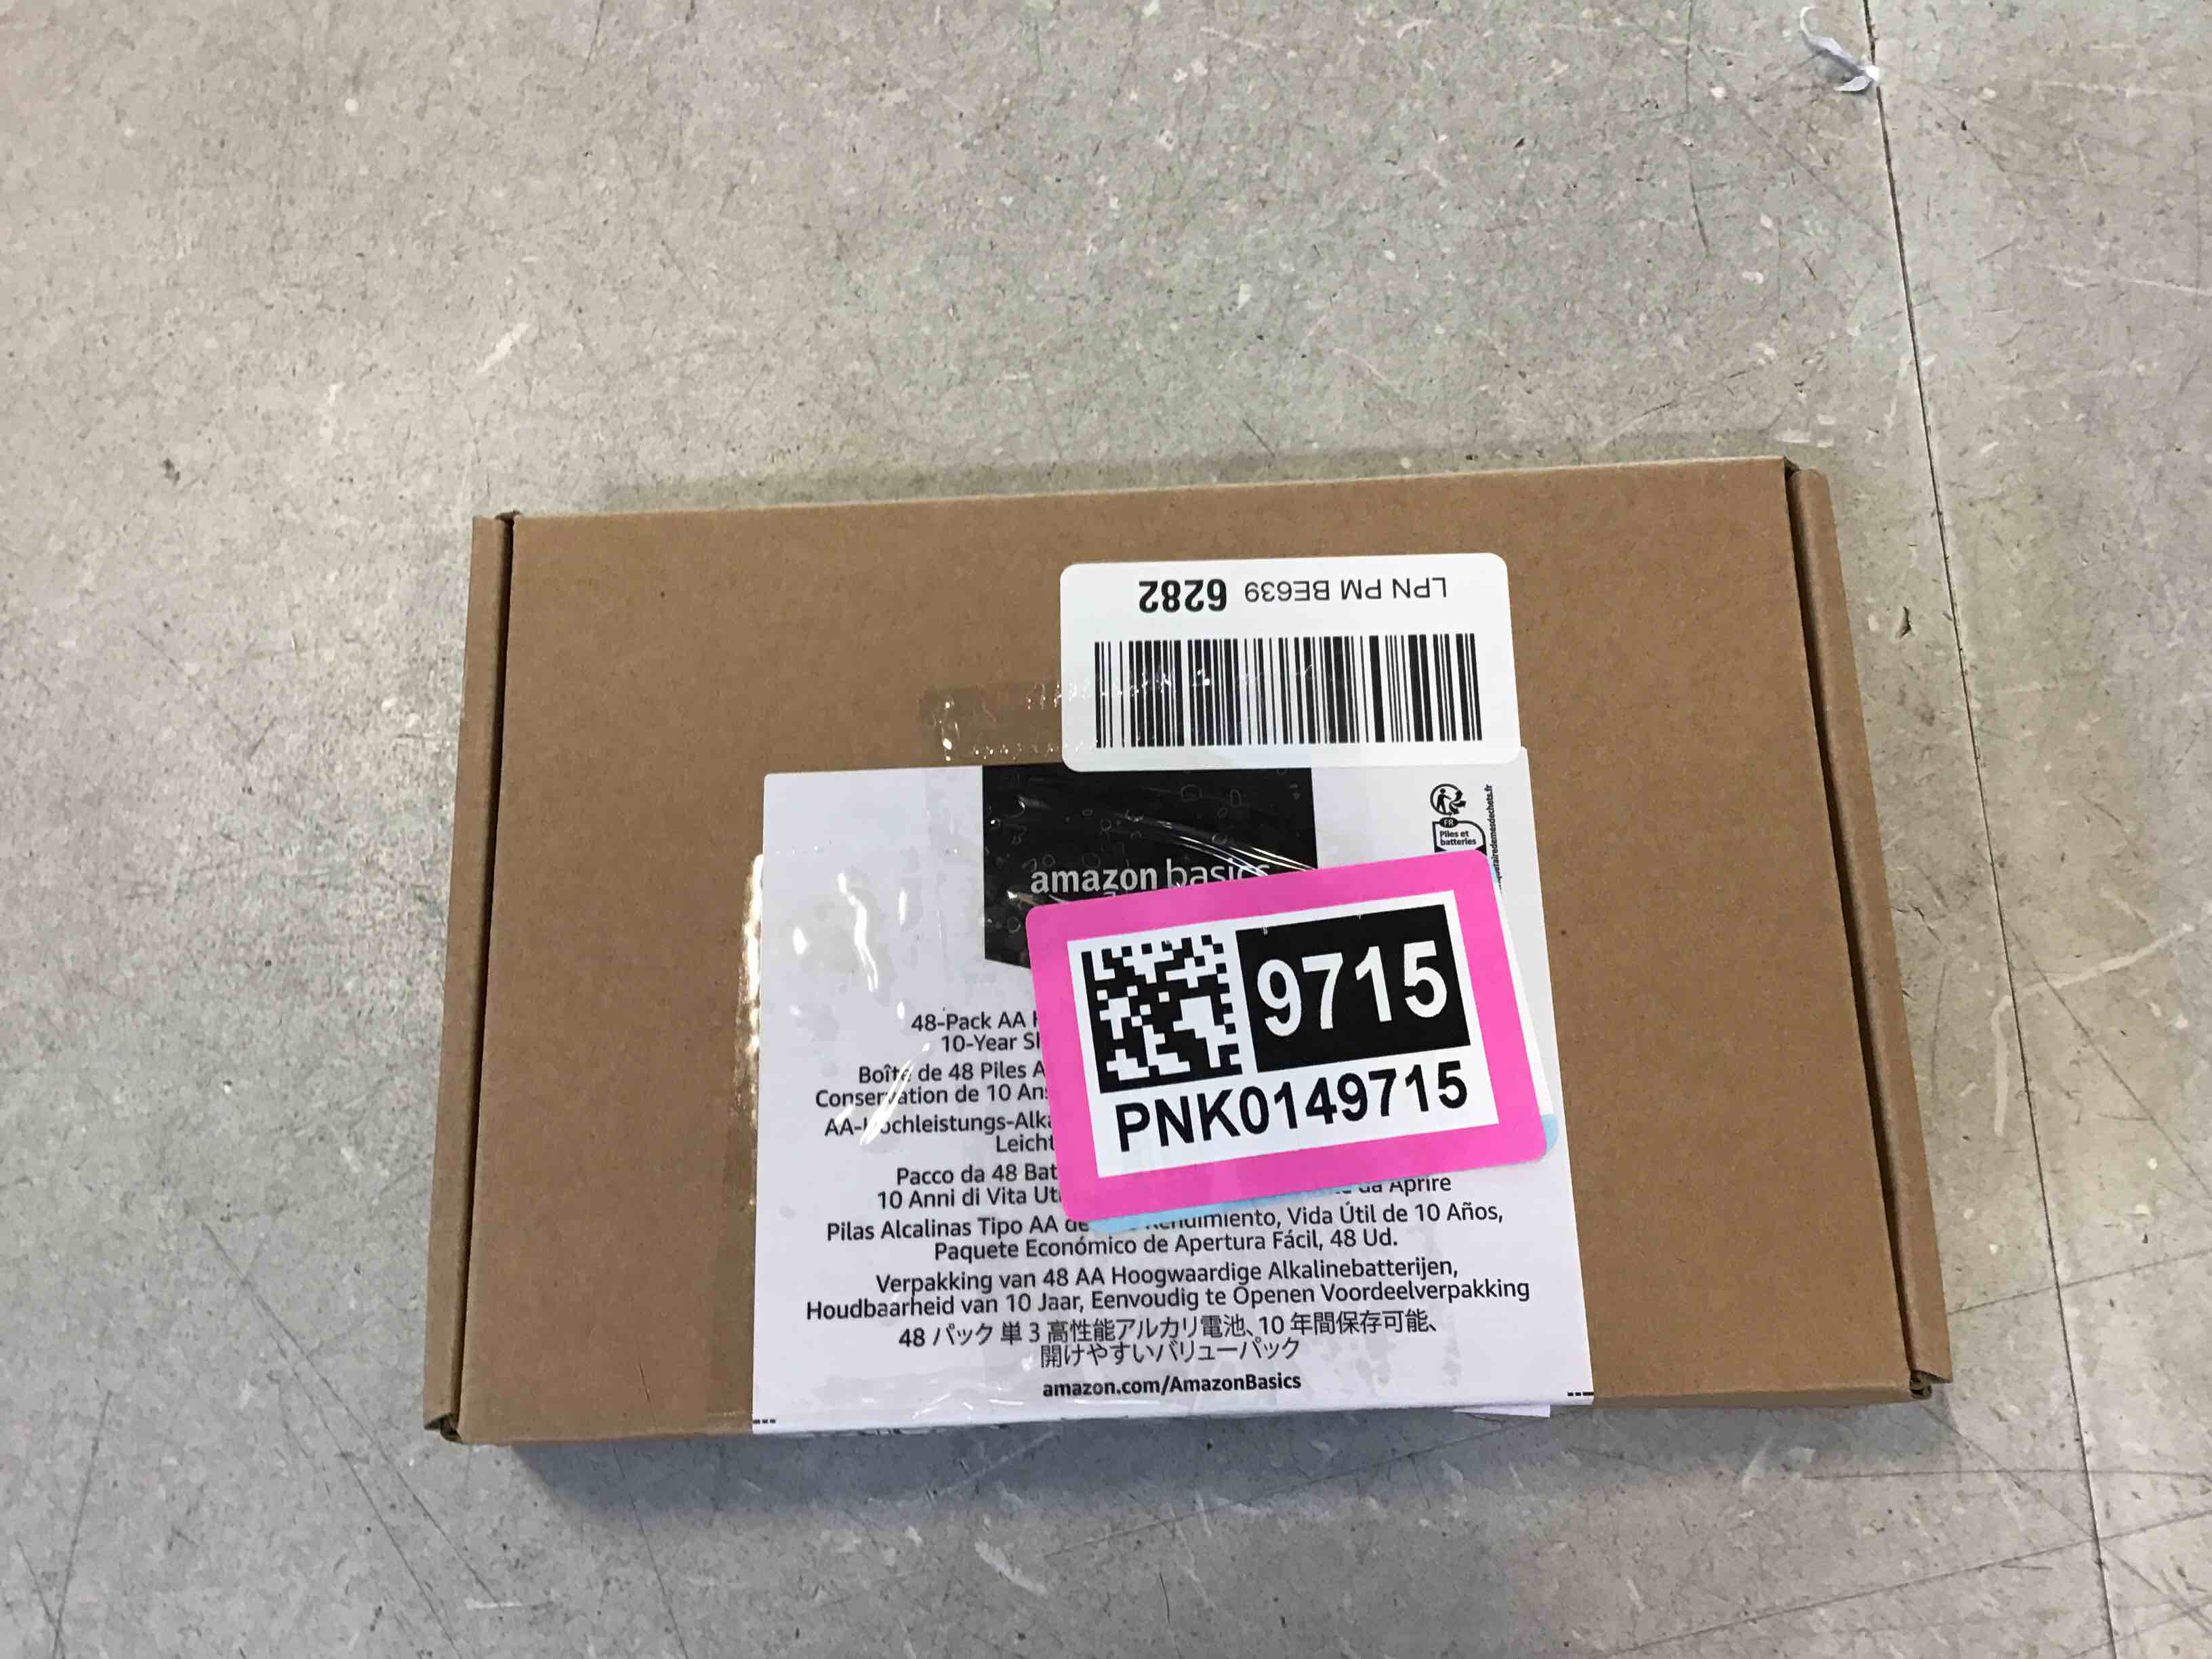 LPN PM BE639 6282
FR
Piles et
batteries
amazon basics
9715
PNK0149715
48-Pack AA
10-Year
Boîte de 48 Piles
Conservation de 10 Ans
Leicht
Pacco da 48
10 Anni di Vita
da Aprire
Pilas Alcalinas Tipo AA de Rendimiento, Vida Útil de 10 Años,
Paquete Económico de Apertura Fácil, 48 Ud.
Verpakking van 48 AA Hoogwaardige Alkalinebatterijen,
Houdbaarheid van 10 Jaar, Eenvoudig te Openen Voordeelverpakking
48 パック 単 3 高性能アルカリ電池、10 年間保存可能、
開けやすいバリューパック
amazon.com/AmazonBasics